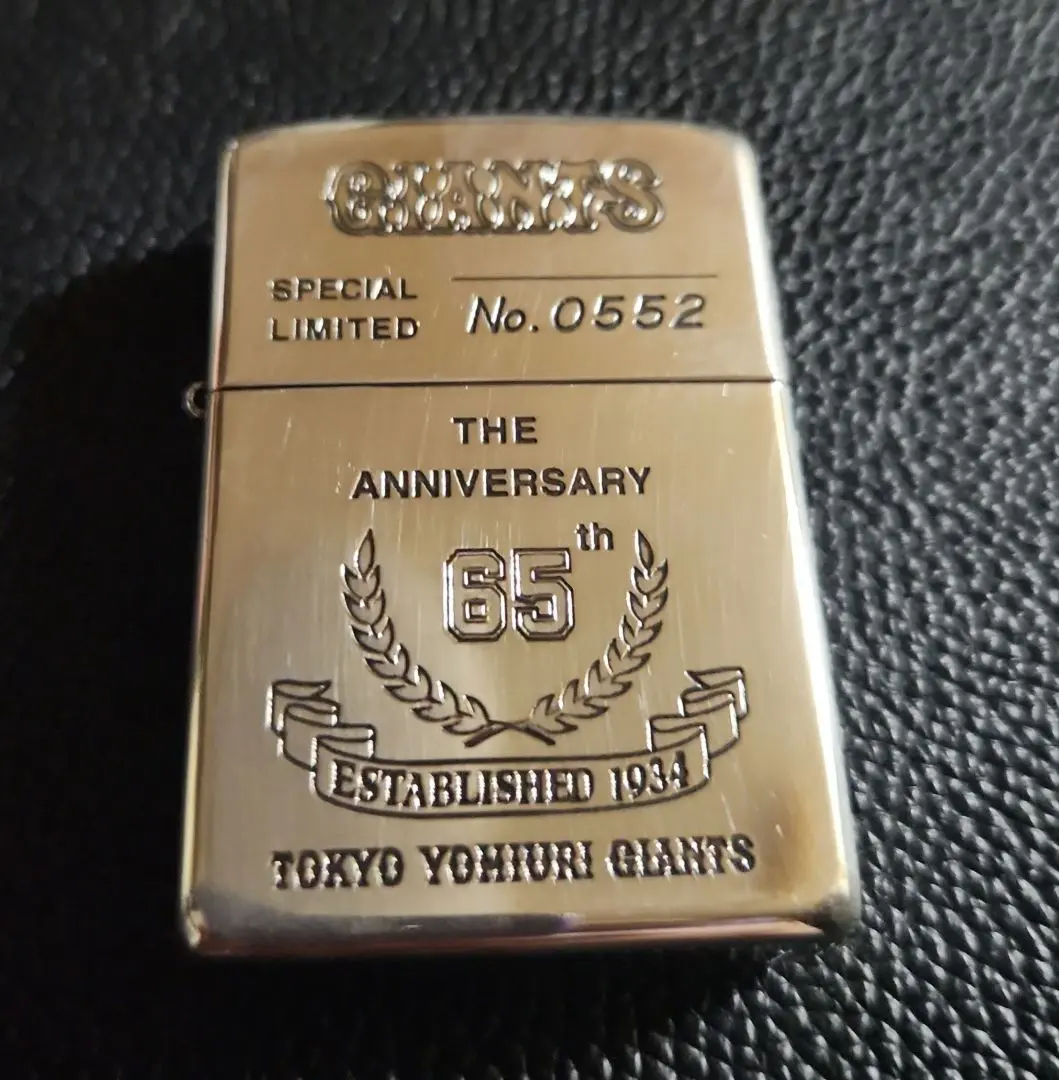 GIANTS
SPECIAL
LIMITED
No.0552
THE
ANNIVERSARY
65th
ESTABLISHED 1934
TOKYO YOMIURI GIANTS